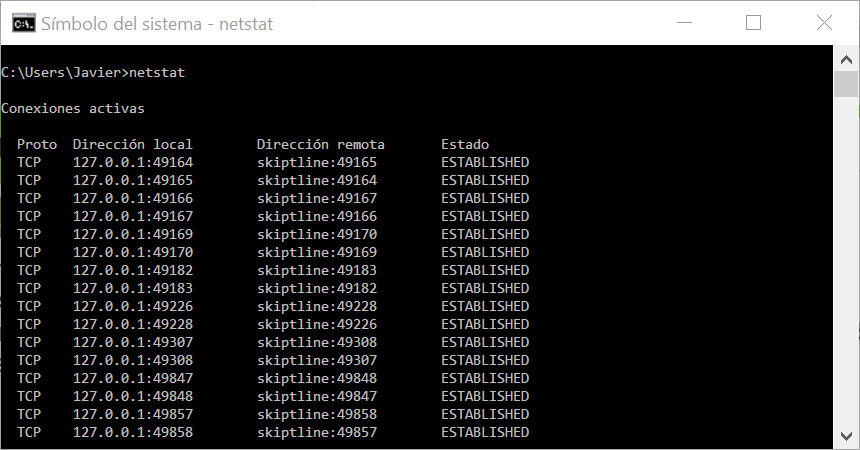 Símbolo del sistema - netstat
C:\Users\Javier>netstat
Conexiones activas
Proto  Dirección local        Dirección remota       Estado
TCP    127.0.0.1:49164        skiptline:49165        ESTABLISHED
TCP    127.0.0.1:49165        skiptline:49164        ESTABLISHED
TCP    127.0.0.1:49166        skiptline:49167        ESTABLISHED
TCP    127.0.0.1:49167        skiptline:49166        ESTABLISHED
TCP    127.0.0.1:49169        skiptline:49170        ESTABLISHED
TCP    127.0.0.1:49170        skiptline:49169        ESTABLISHED
TCP    127.0.0.1:49182        skiptline:49183        ESTABLISHED
TCP    127.0.0.1:49183        skiptline:49182        ESTABLISHED
TCP    127.0.0.1:49226        skiptline:49228        ESTABLISHED
TCP    127.0.0.1:49228        skiptline:49226        ESTABLISHED
TCP    127.0.0.1:49307        skiptline:49308        ESTABLISHED
TCP    127.0.0.1:49308        skiptline:49307        ESTABLISHED
TCP    127.0.0.1:49847        skiptline:49848        ESTABLISHED
TCP    127.0.0.1:49848        skiptline:49847        ESTABLISHED
TCP    127.0.0.1:49857        skiptline:49858        ESTABLISHED
TCP    127.0.0.1:49858        skiptline:49857        ESTABLISHED